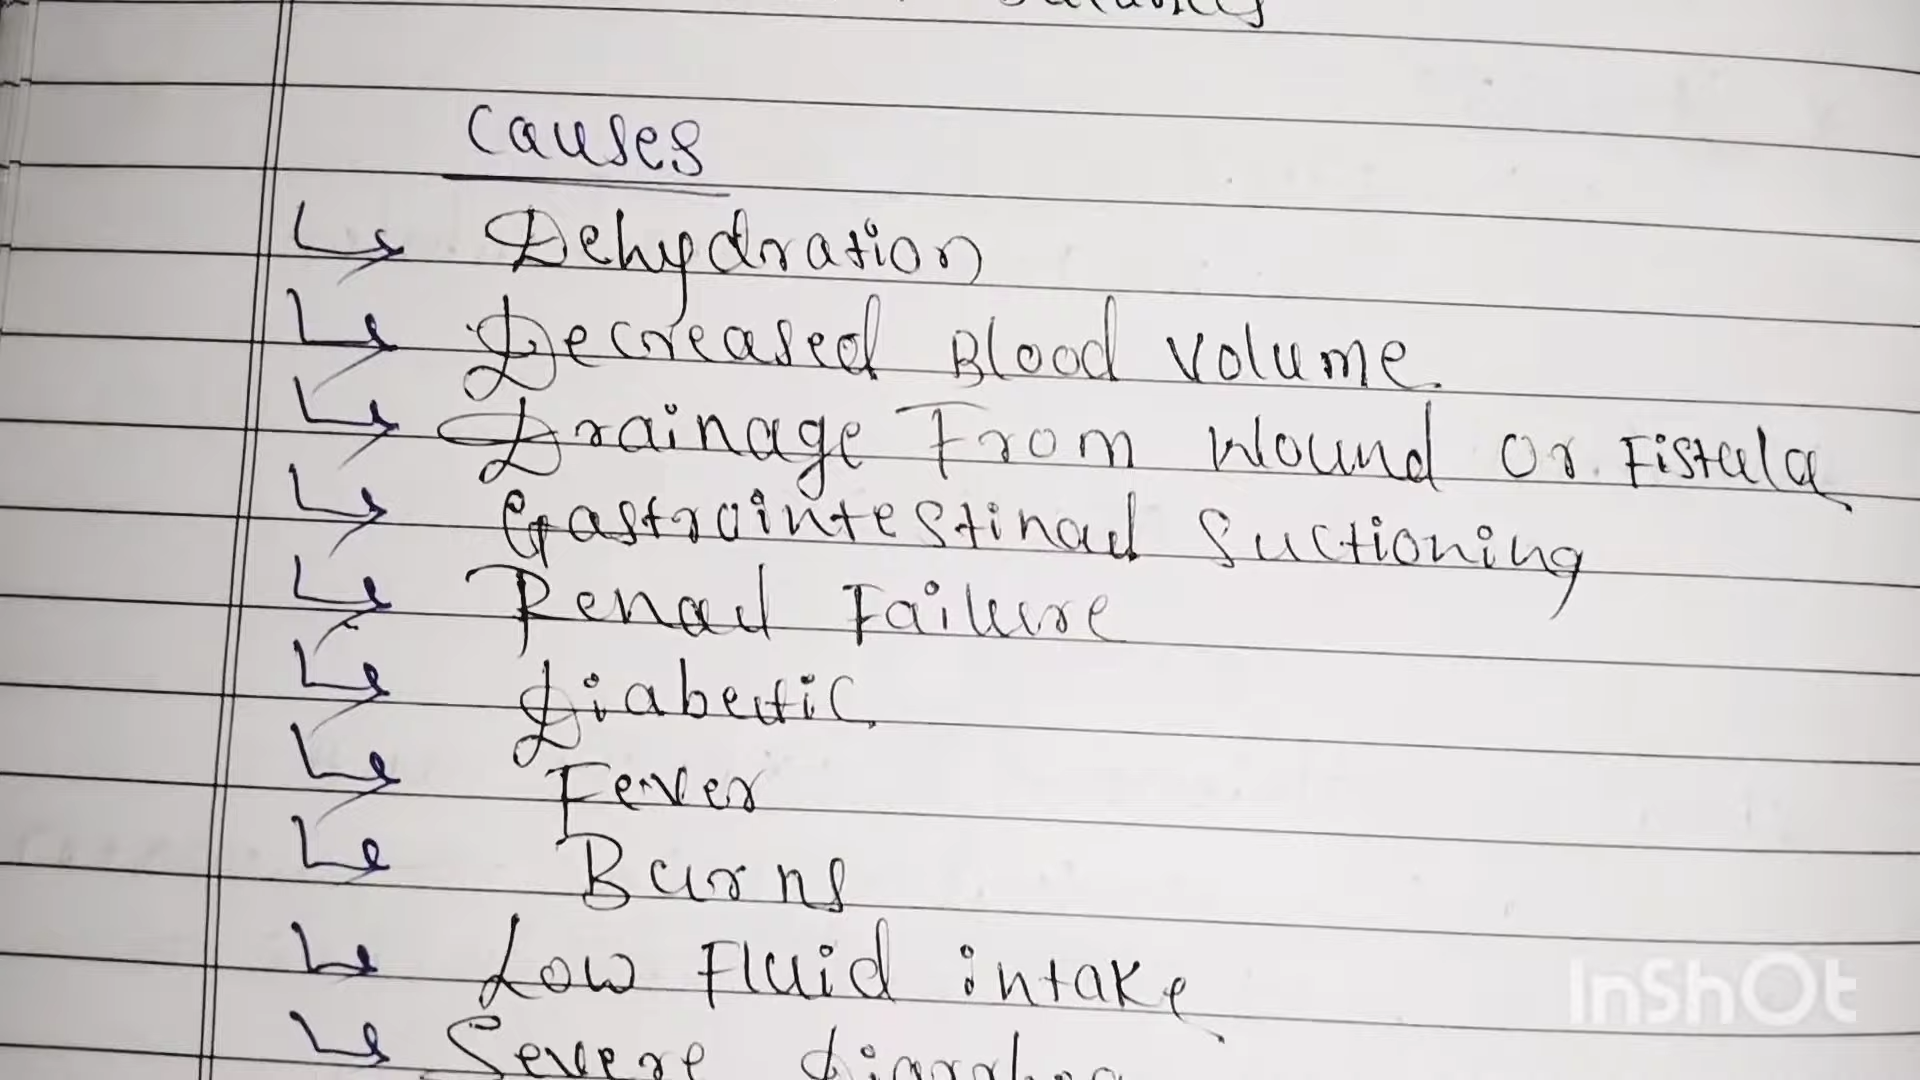 Causes
Dehydration
Decreased Blood Volume
Drainage From Wound or Fistula
Gastrointestinal Suctioning
Renal Failure
Diabetic
Fever
Burns
Low Fluid intake
Severe diarrhea
InShOt